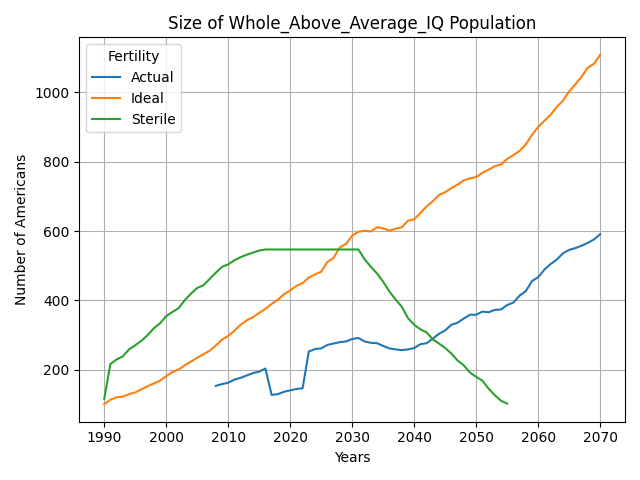 Size of Whole_Above_Average_IQ Population
Fertility
Actual
Ideal
Sterile
Number of Americans
1000
800
600
400
200
1990 2000 2010 2020 2030 2040 2050 2060 2070
Years